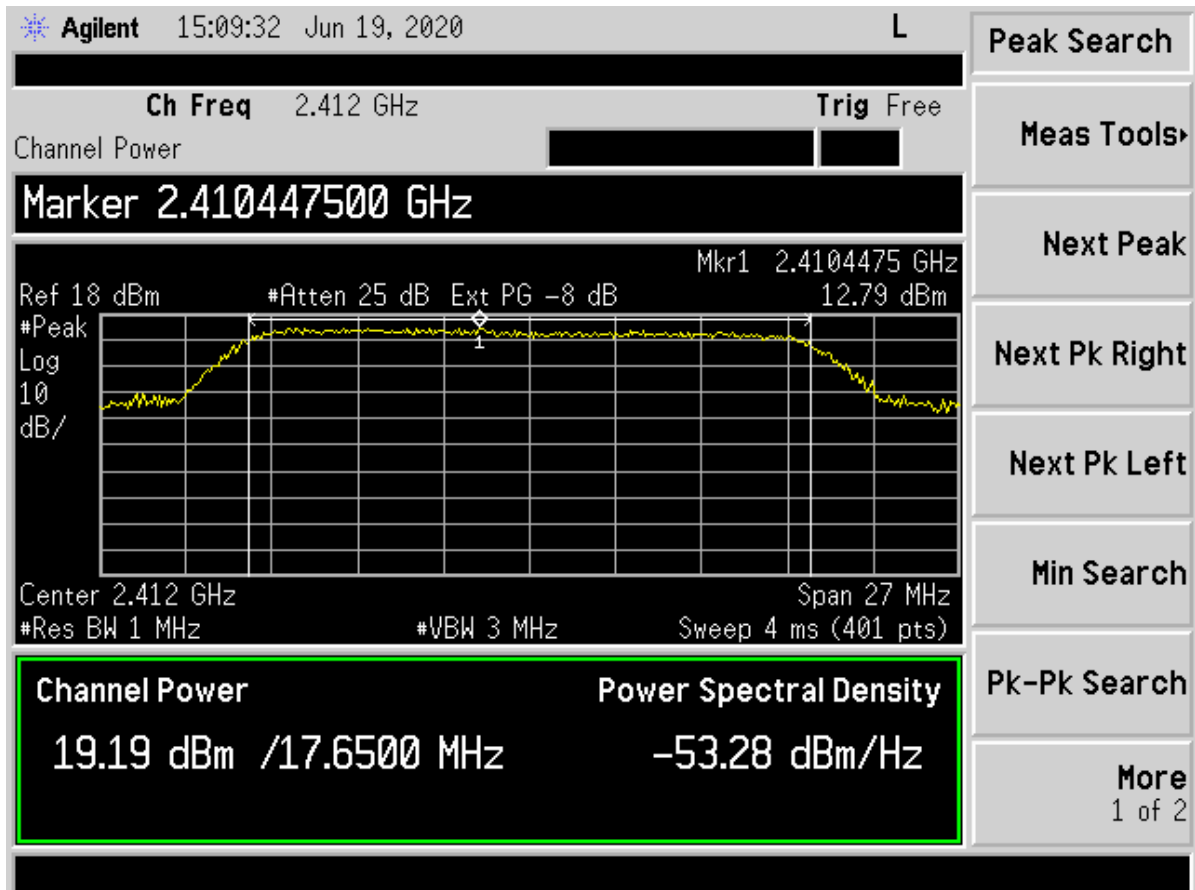 Agilent 15:09:32 Jun 19, 2020 L
Peak Search
Ch Freq 2.412 GHz Trig Free
Channel Power
Meas Tools▸
Marker 2.410447500 GHz
Mkr1 2.4104475 GHz
Ref 18 dBm #Atten 25 dB Ext PG −8 dB 12.79 dBm
Next Peak
#Peak
Log
10
dB/
1
Next Pk Right
Next Pk Left
Center 2.412 GHz Span 27 MHz
#Res BW 1 MHz #VBW 3 MHz Sweep 4 ms (401 pts)
Min Search
Channel Power Power Spectral Density
19.19 dBm /17.6500 MHz −53.28 dBm/Hz
Pk−Pk Search
More
1 of 2